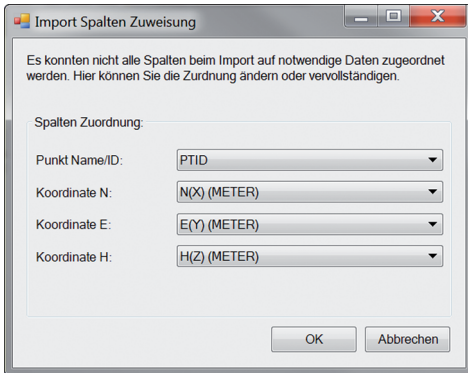 Import Spalten Zuweisung
Es konnten nicht alle Spalten beim Import auf notwendige Daten zugeordnet
werden. Hier können Sie die Zurdnung ändern oder vervollständigen.
Spalten Zuordnung:
Punkt Name/ID: PTID
Koordinate N: N(X) (METER)
Koordinate E: E(Y) (METER)
Koordinate H: H(Z) (METER)
OK Abbrechen